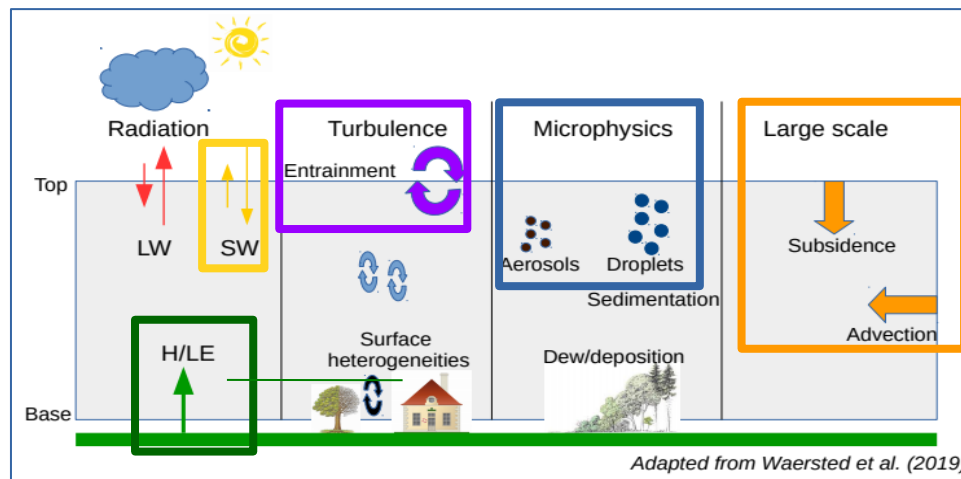 Radiation
Turbulence
Microphysics
Large scale
Entrainment
Top
LW
SW
Aerosols
Droplets
Sedimentation
Subsidence
Advection
H/LE
Surface
heterogeneities
Dew/deposition
Base
Adapted from Waersted et al. (2019)